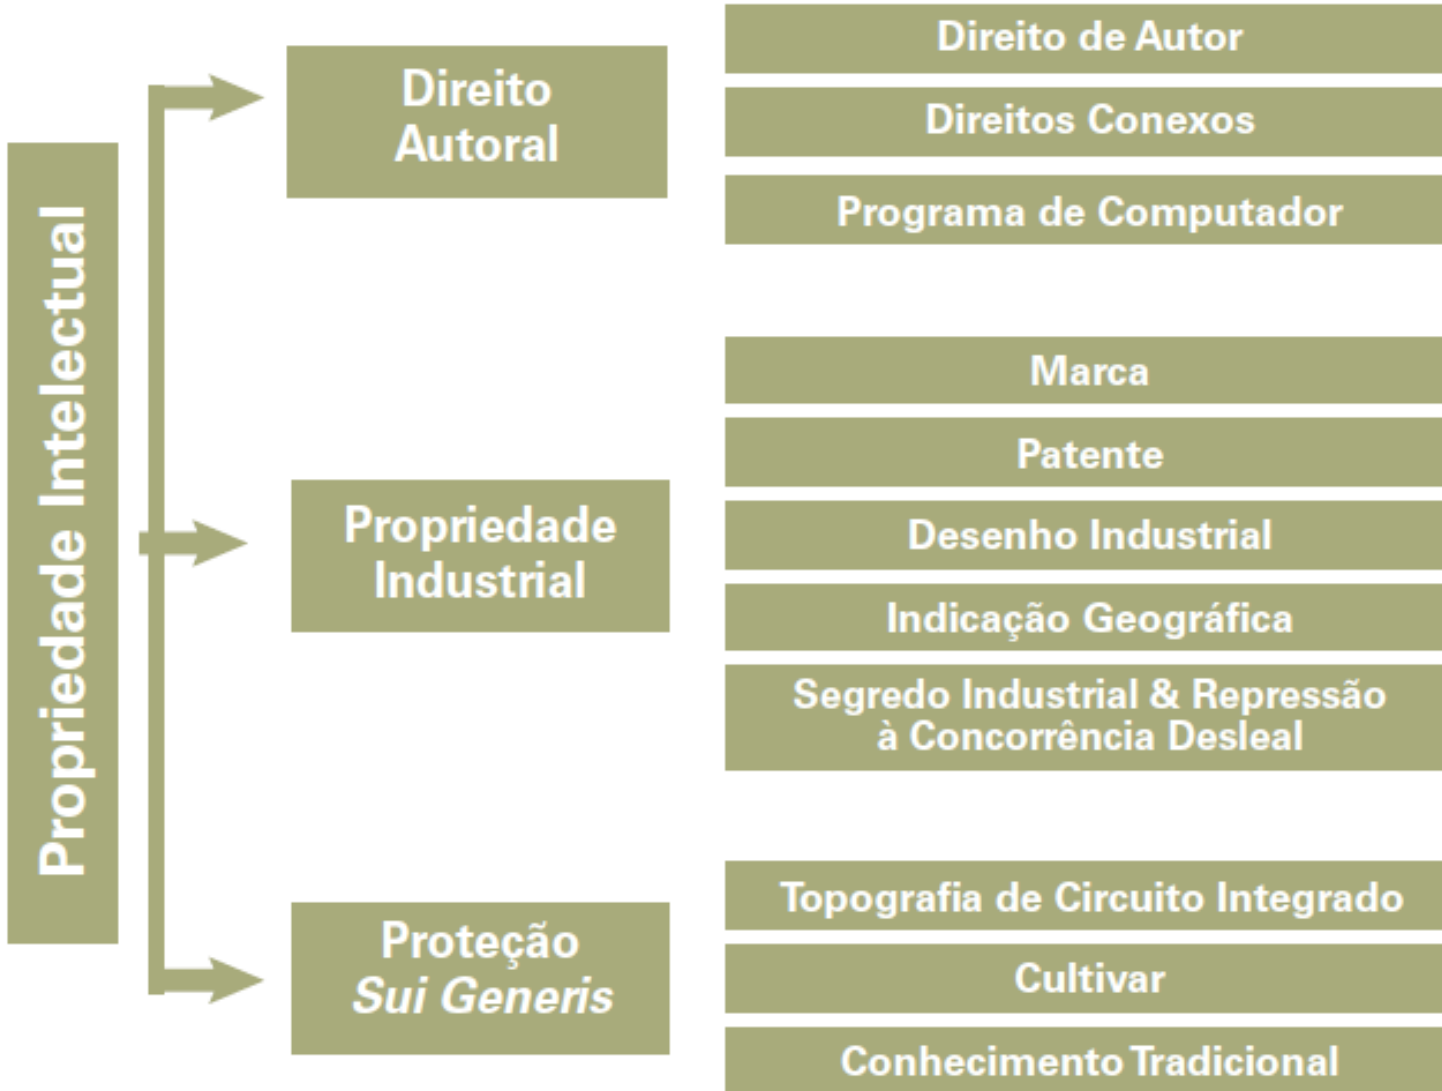 Propriedade Intelectual
Direito
Autoral
Direito de Autor
Direitos Conexos
Programa de Computador
Propriedade
Industrial
Marca
Patente
Desenho Industrial
Indicação Geográfica
Segredo Industrial & Repressão
à Concorrência Desleal
Proteção
Sui Generis
Topografia de Circuito Integrado
Cultivar
Conhecimento Tradicional